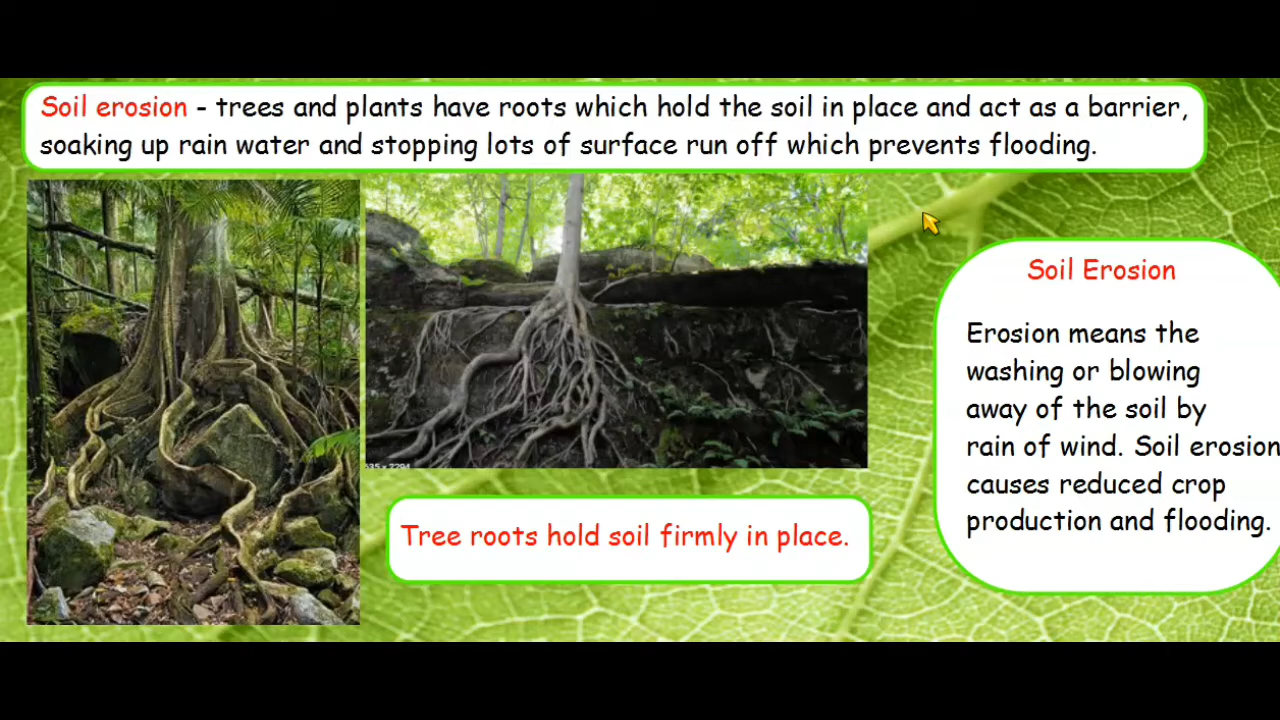 Soil erosion - trees and plants have roots which hold the soil in place and act as a barrier,
soaking up rain water and stopping lots of surface run off which prevents flooding.
Soil Erosion
Erosion means the
washing or blowing
away of the soil by
rain of wind. Soil erosion
causes reduced crop
production and flooding.
Tree roots hold soil firmly in place.